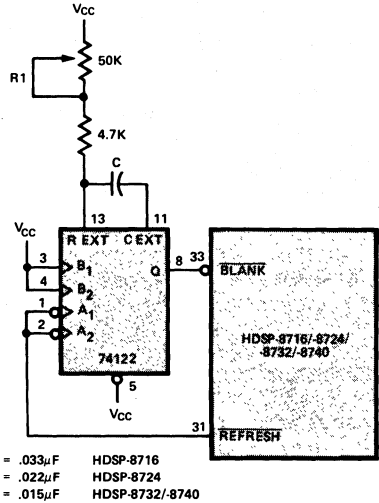 VCC
R1
50K
4.7K
C
13
11
R EXT
C EXT
VCC
3
B1
4
B2
1
A1
2
A2
Q
8
33
BLANK
HDSP-8716/-8724/
-8732/-8740
74122
5
VCC
31
REFRESH
= .033µF HDSP-8716
= .022µF HDSP-8724
= .015µF HDSP-8732/-8740